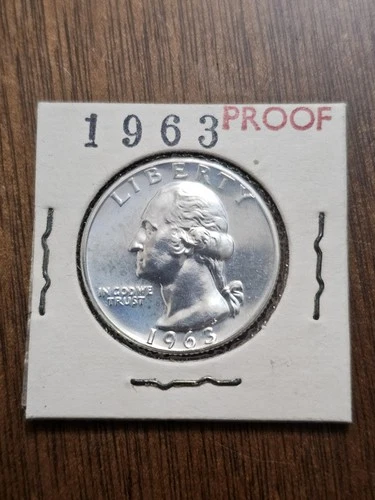 1963 PROOF
LIBERTY
IN GOD WE
TRUST
1963